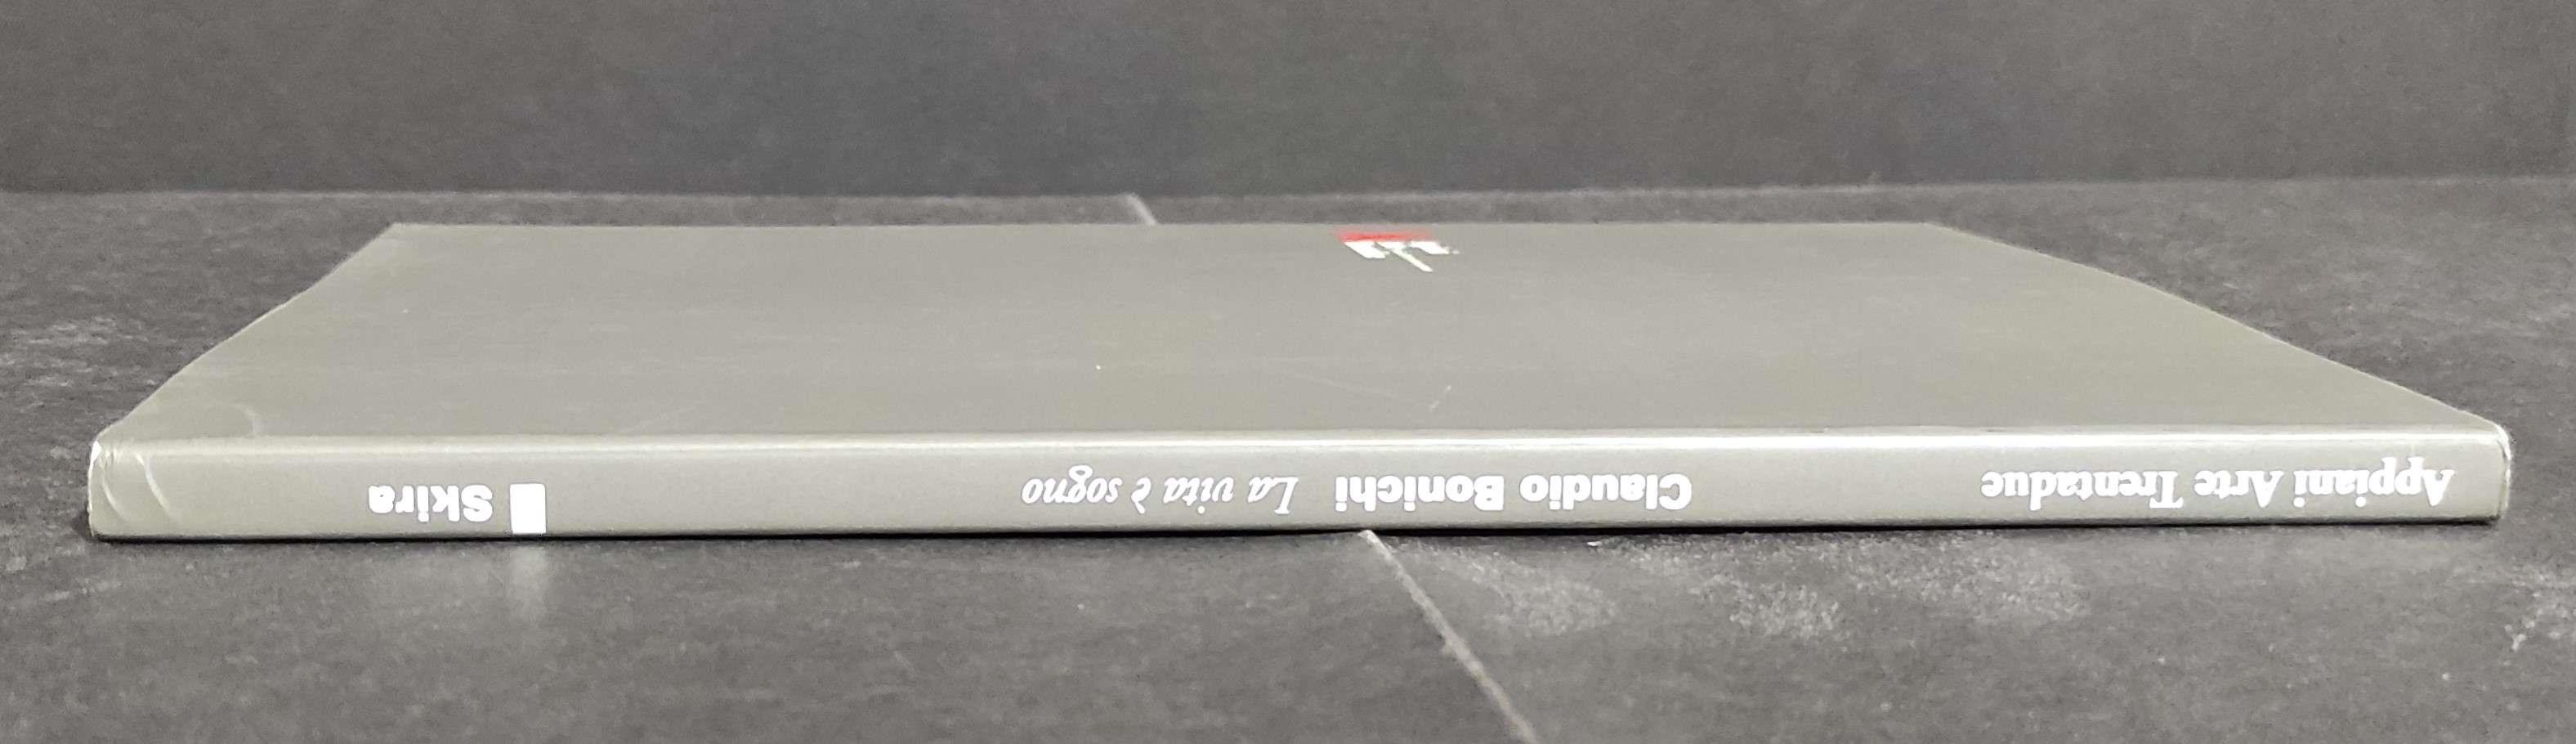 Appiani Arte Trentadue Claudio Bonichi La vita è sogno Skira